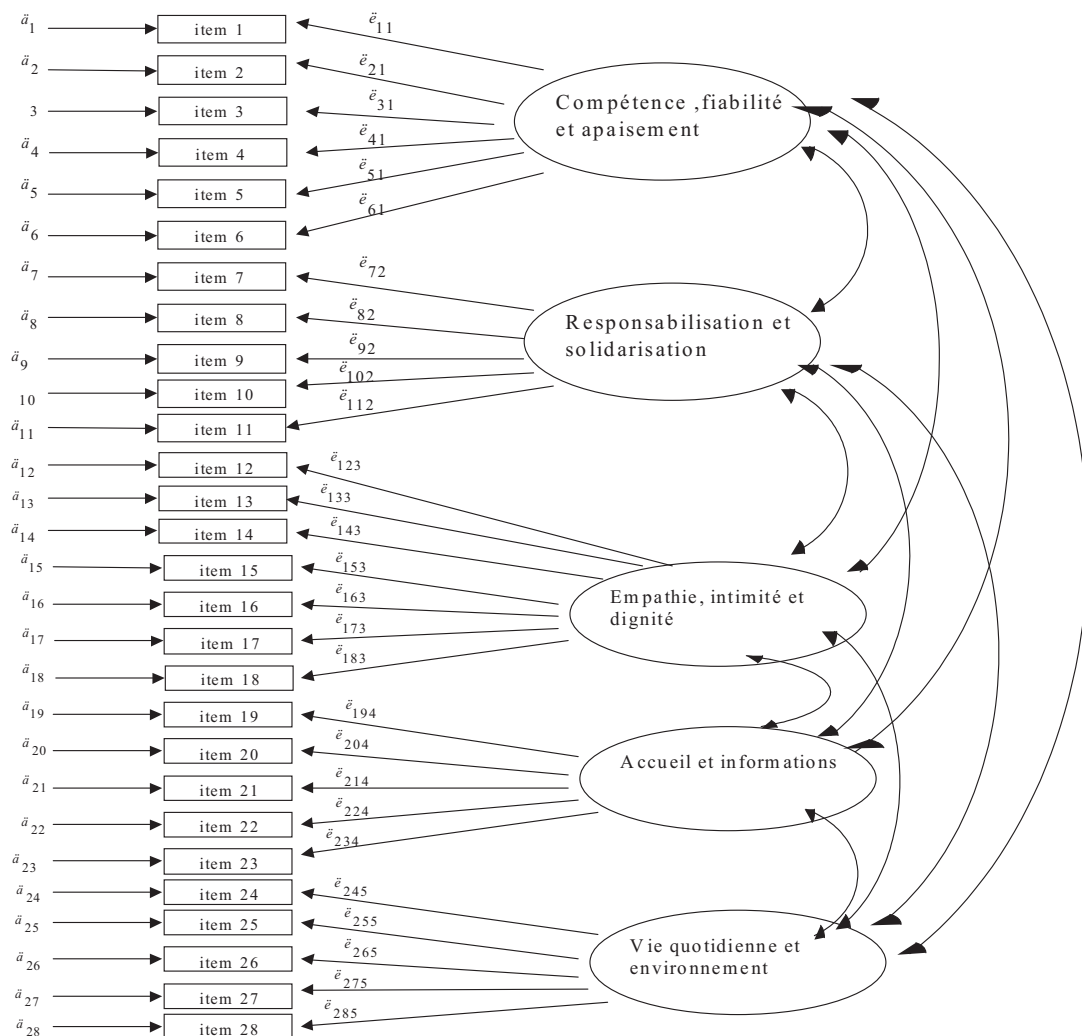 ä1 item 1 ë11
ä2 item 2 ë21
3 item 3 ë31
ä4 item 4 ë41
ä5 item 5 ë51
ä6 item 6 ë61
Compétence ,fiabilité
et apaisement
ä7 item 7 ë72
ä8 item 8 ë82
ä9 item 9 ë92
10 item 10 ë102
ä11 item 11 ë112
Responsabilisation et
solidarisation
ä12 item 12 ë123
ä13 item 13 ë133
ä14 item 14 ë143
ä15 item 15 ë153
ä16 item 16 ë163
ä17 item 17 ë173
ä18 item 18 ë183
Empathie, intimité et
dignité
ä19 item 19 ë194
ä20 item 20 ë204
ä21 item 21 ë214
ä22 item 22 ë224
ä23 item 23 ë234
Accueil et informations
ä24 item 24 ë245
ä25 item 25 ë255
ä26 item 26 ë265
ä27 item 27 ë275
ä28 item 28 ë285
Vie quotidienne et
environnement